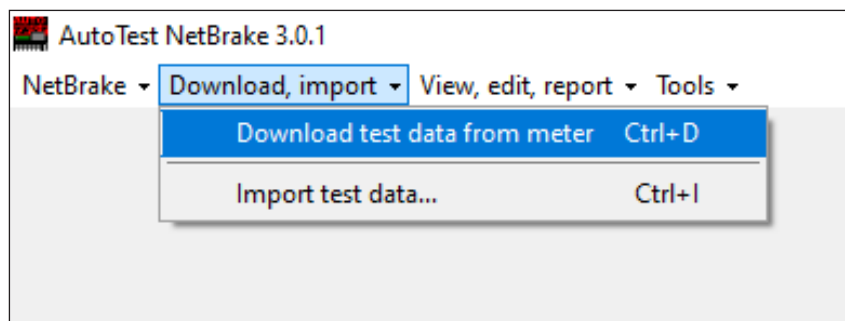 AutoTest NetBrake 3.0.1
NetBrake Download, import View, edit, report Tools
Download test data from meter Ctrl+D
Import test data... Ctrl+I